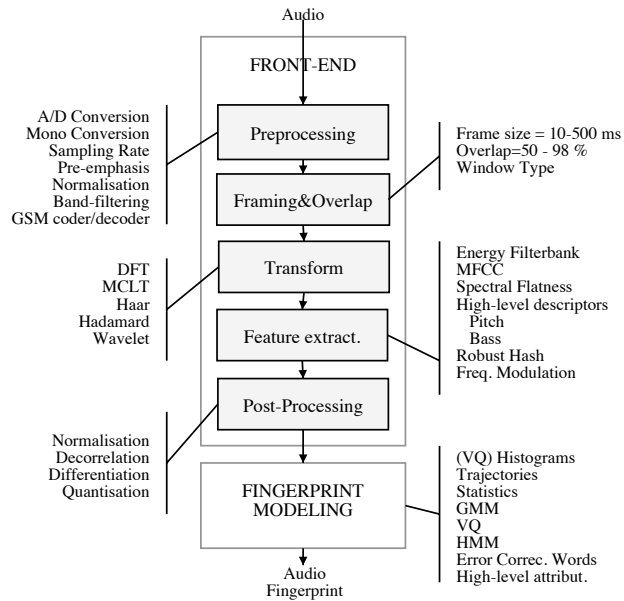 Audio
FRONT-END
A/D Conversion
Mono Conversion
Sampling Rate
Pre-emphasis
Normalisation
Band-filtering
GSM coder/decoder
Preprocessing
Frame size = 10-500 ms
Overlap=50 - 98 %
Window Type
Framing&Overlap
DFT
MCLT
Haar
Hadamard
Wavelet
Transform
Energy Filterbank
MFCC
Spectral Flatness
High-level descriptors
Pitch
Bass
Robust Hash
Freq. Modulation
Feature extract.
Post-Processing
Normalisation
Decorrelation
Differentiation
Quantisation
FINGERPRINT
MODELING
(VQ) Histograms
Trajectories
Statistics
GMM
VQ
HMM
Error Correc. Words
High-level attribut.
Audio
Fingerprint